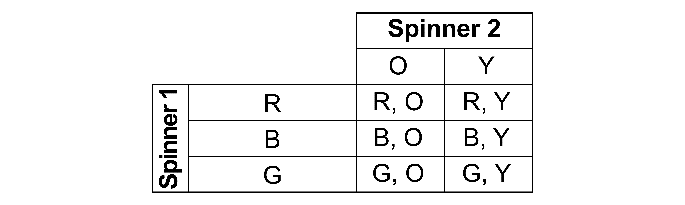 Spinner 2
O Y
Spinner 1
R R, O R, Y
B B, O B, Y
G G, O G, Y